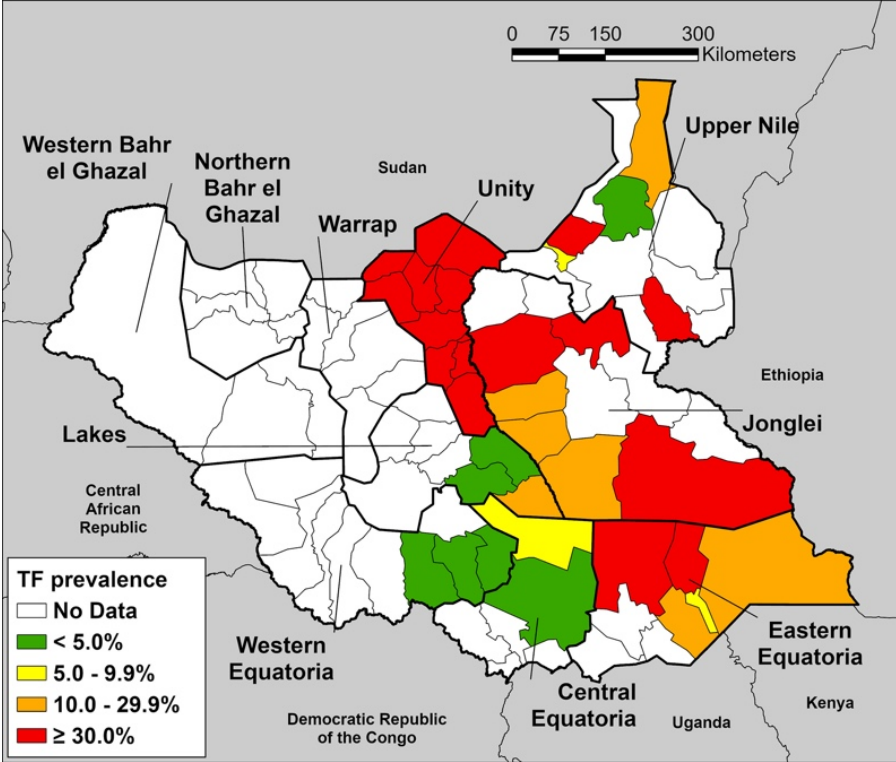 0 75 150 300
Kilometers
Upper Nile
Western Bahr
el Ghazal
Northern
Bahr el
Ghazal
Sudan
Unity
Warrap
Ethiopia
Jonglei
Lakes
Central
African
Republic
TF prevalence
No Data
< 5.0%
5.0 - 9.9%
10.0 - 29.9%
≥ 30.0%
Western
Equatoria
Eastern
Equatoria
Central
Equatoria
Democratic Republic
of the Congo
Uganda
Kenya